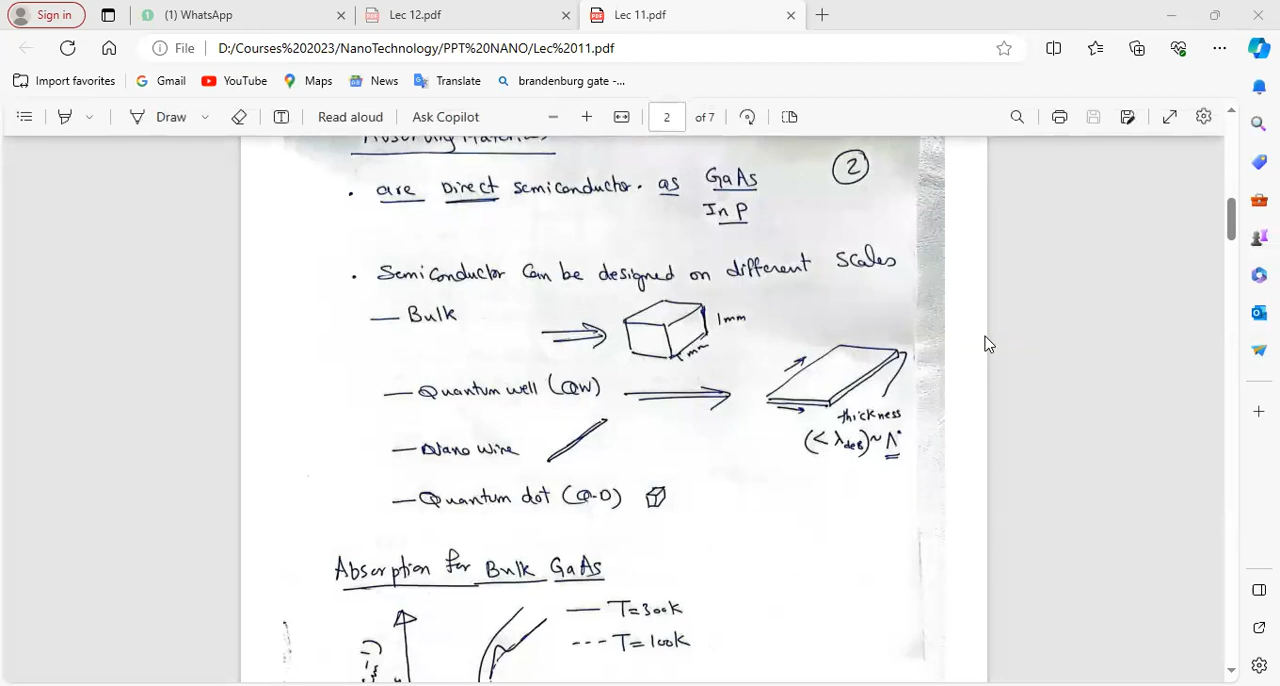 Sign in
(1) WhatsApp
Lec 12.pdf
Lec 11.pdf
File
D:/Courses%202023/NanoTechnology/PPT%20NANO/Lec%2011.pdf
Import favorites
Gmail
YouTube
Maps
News
Translate
brandenburg gate -...
Draw
Read aloud
Ask Copilot
2
of 7
2
. are Direct semiconductor. as GaAs
InP
. Semiconductor can be designed on different scales
— Bulk
1mm
mm
— Quantum well (QW)
thickness
(< λdeB) ~
— Nano wire
— Quantum dot (Q.D)
Absorption for Bulk GaAs
— T=300k
--- T=100k